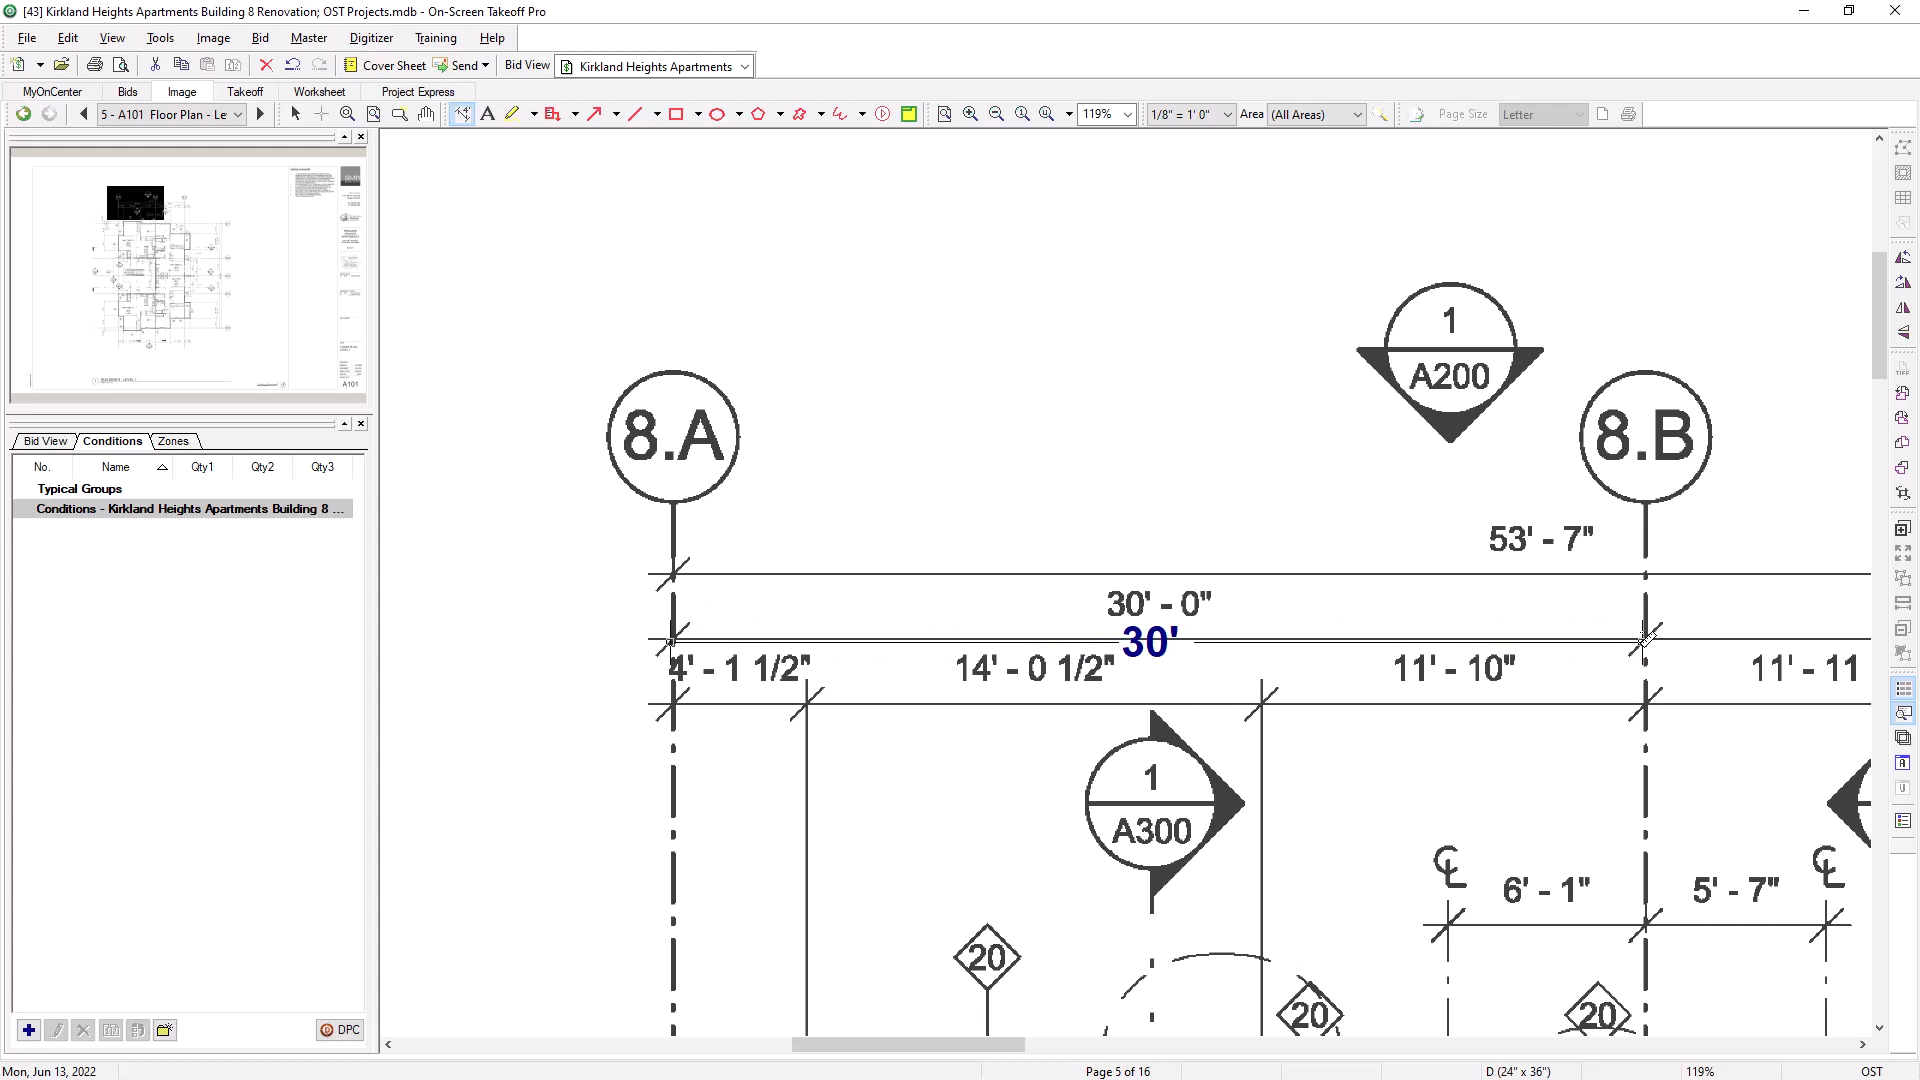 [43] Kirkland Heights Apartments Building 8 Renovation; OST Projects.mdb - On-Screen Takeoff Pro
File Edit View Tools Image Bid Master Digitizer Training Help
Cover Sheet Send Bid View Kirkland Heights Apartments
MyOnCenter Bids Image Takeoff Worksheet Project Express
5 - A101 Floor Plan - Le 119% 1/8" = 1' 0" Area (All Areas) Page Size Letter
A101
Bid View Conditions Zones
No. Name Qty1 Qty2 Qty3
Typical Groups
Conditions - Kirkland Heights Apartments Building 8 ...
DPC
1
A200
8.A
8.B
53' - 7"
30' - 0"
30'
4' - 1 1/2" 14' - 0 1/2" 11' - 10" 11' - 11
1
A300
6' - 1" 5' - 7"
20
20
20
TIFF
Mon, Jun 13, 2022 Page 5 of 16 D (24" x 36") 119% OST